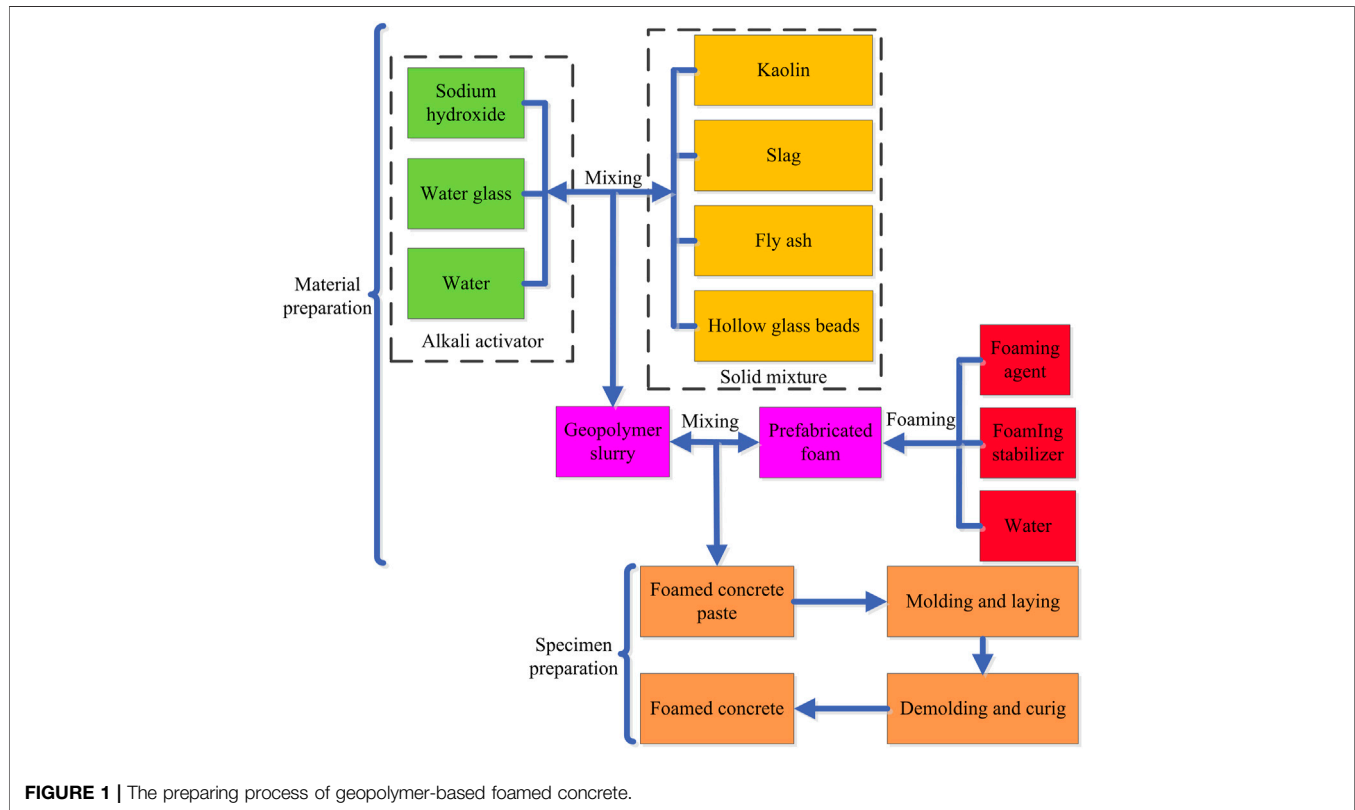 Material
preparation
Sodium
hydroxide
Water glass
Water
Alkali activator
Mixing
Kaolin
Slag
Fly ash
Hollow glass beads
Solid mixture
Geopolymer
slurry
Mixing
Prefabricated
foam
Foaming
Foaming
agent
FoamIng
stabilizer
Water
Specimen
preparation
Foamed concrete
paste
Molding and laying
Foamed concrete
Demolding and curig
FIGURE 1 | The preparing process of geopolymer-based foamed concrete.